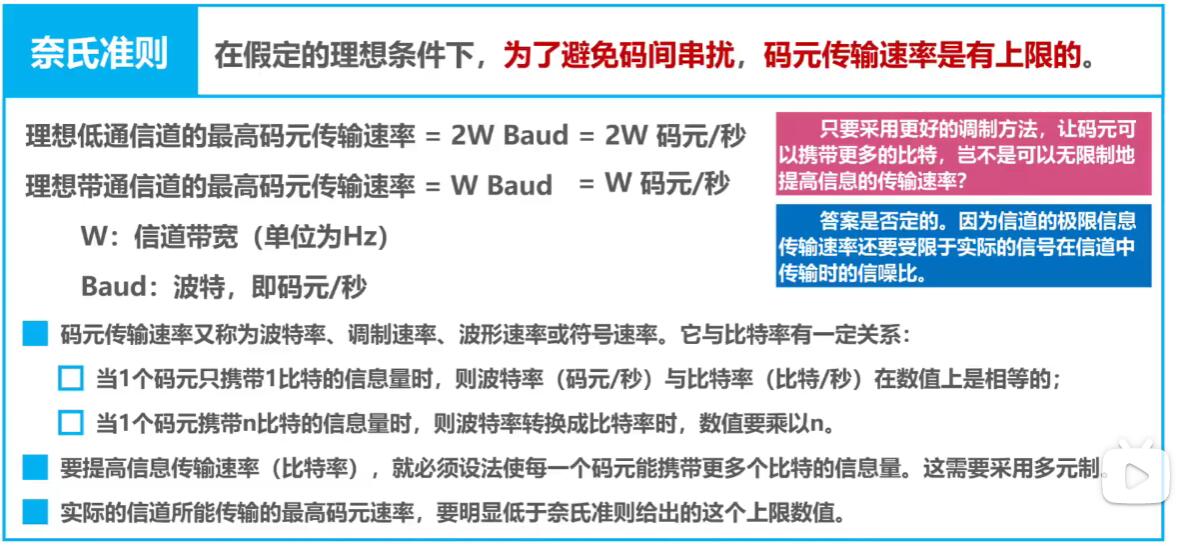 奈氏准则
在假定的理想条件下，为了避免码间串扰，码元传输速率是有上限的。
理想低通信道的最高码元传输速率 = 2W Baud = 2W 码元/秒
理想带通信道的最高码元传输速率 = W Baud = W 码元/秒
W：信道带宽（单位为Hz）
Baud：波特，即码元/秒
只要采用更好的调制方法，让码元可
以携带更多的比特，岂不是可以无限制地
提高信息的传输速率？
答案是否定的。因为信道的极限信息
传输速率还要受限于实际的信号在信道中
传输时的信噪比。
码元传输速率又称为波特率、调制速率、波形速率或符号速率。它与比特率有一定关系：
当1个码元只携带1比特的信息量时，则波特率（码元/秒）与比特率（比特/秒）在数值上是相等的；
当1个码元携带n比特的信息量时，则波特率转换成比特率时，数值要乘以n。
要提高信息传输速率（比特率），就必须设法使每一个码元能携带更多个比特的信息量。这需要采用多元制。
实际的信道所能传输的最高码元速率，要明显低于奈氏准则给出的这个上限数值。